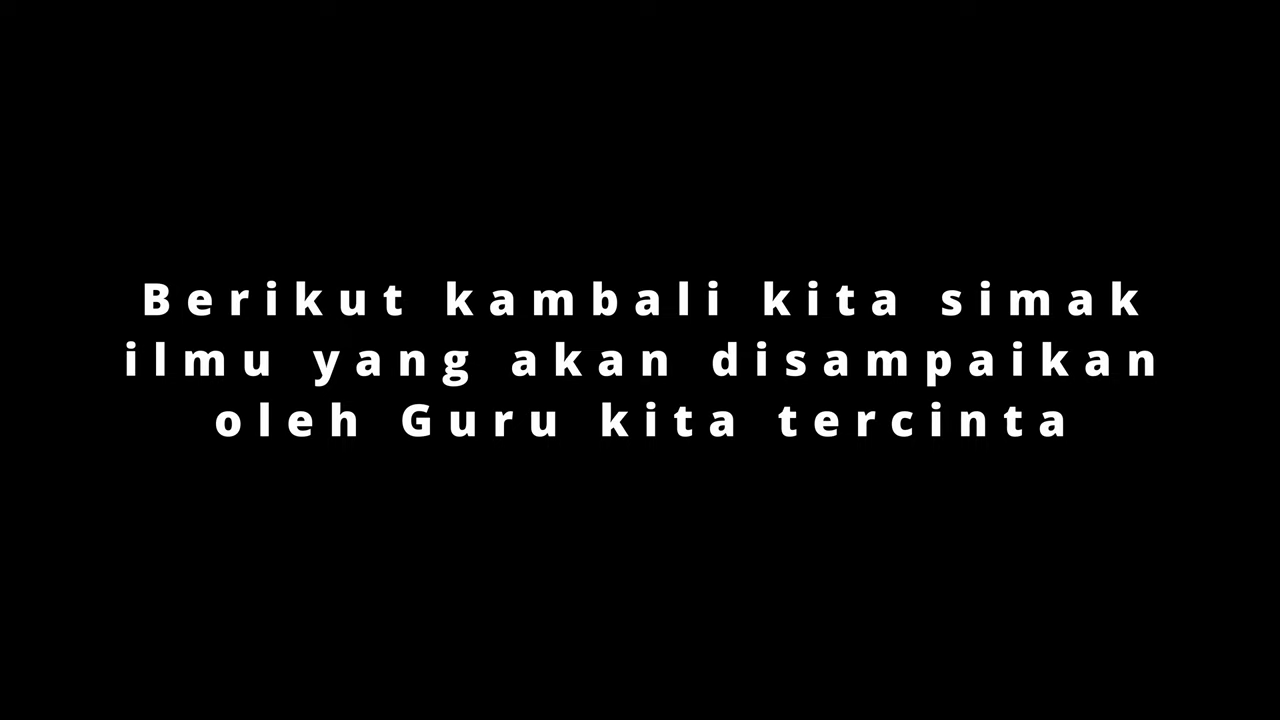 Berikut kambali kita simak
ilmu yang akan disampaikan
oleh Guru kita tercinta